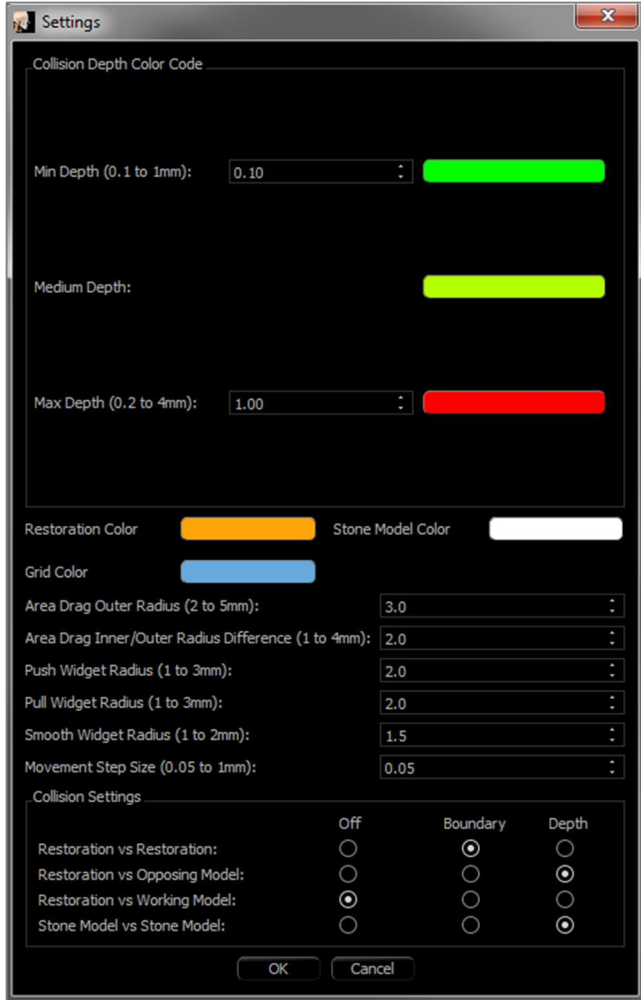 Settings
Collision Depth Color Code
Min Depth (0.1 to 1mm): 0.10
Medium Depth:
Max Depth (0.2 to 4mm): 1.00
Restoration Color Stone Model Color
Grid Color
Area Drag Outer Radius (2 to 5mm): 3.0
Area Drag Inner/Outer Radius Difference (1 to 4mm): 2.0
Push Widget Radius (1 to 3mm): 2.0
Pull Widget Radius (1 to 3mm): 2.0
Smooth Widget Radius (1 to 2mm): 1.5
Movement Step Size (0.05 to 1mm): 0.05
Collision Settings
Off Boundary Depth
Restoration vs Restoration:
Restoration vs Opposing Model:
Restoration vs Working Model:
Stone Model vs Stone Model:
OK Cancel